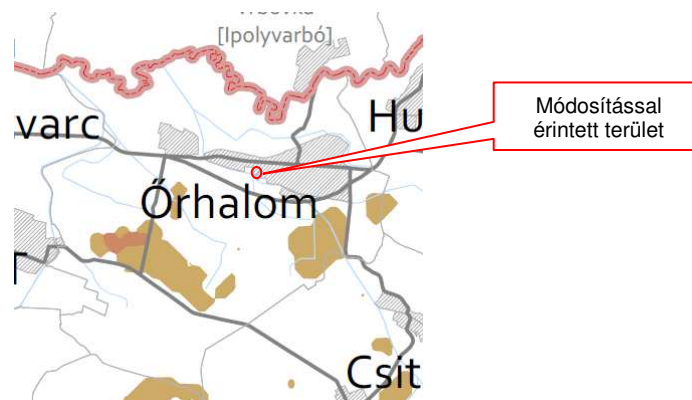 [Ipolyvarbó]
varc
Hu
Módosítással
érintett terület
Őrhalom
T
Csit